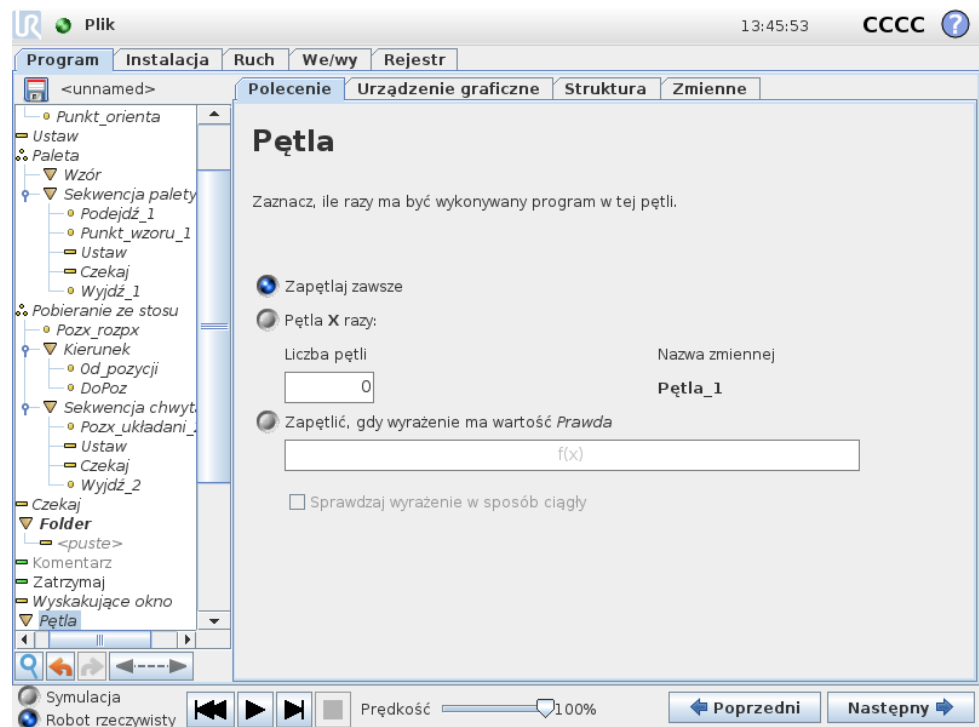 UR Plik 13:45:53 CCCC ?
Program Instalacja Ruch We/wy Rejestr
<unnamed>
Polecenie Urządzenie graficzne Struktura Zmienne
Punkt_orienta
Ustaw
Paleta
Wzór
Sekwencja palety
Podejdź_1
Punkt_wzoru_1
Ustaw
Czekaj
Wyjdź_1
Pobieranie ze stosu
Pozx_rozpx
Kierunek
Od_pozycji
DoPoz
Sekwencja chwyt
Pozx_układani_2
Ustaw
Czekaj
Wyjdź_2
Czekaj
Folder
<puste>
Komentarz
Zatrzymaj
Wyskakujące okno
Pętla
Pętla
Zaznacz, ile razy ma być wykonywany program w tej pętli.
Zapętlaj zawsze
Pętla X razy:
Liczba pętli Nazwa zmiennej
0 Pętla_1
Zapętlić, gdy wyrażenie ma wartość Prawda
f(x)
Sprawdzaj wyrażenie w sposób ciągły
Symulacja
Robot rzeczywisty
Prędkość 100%
Poprzedni Następny